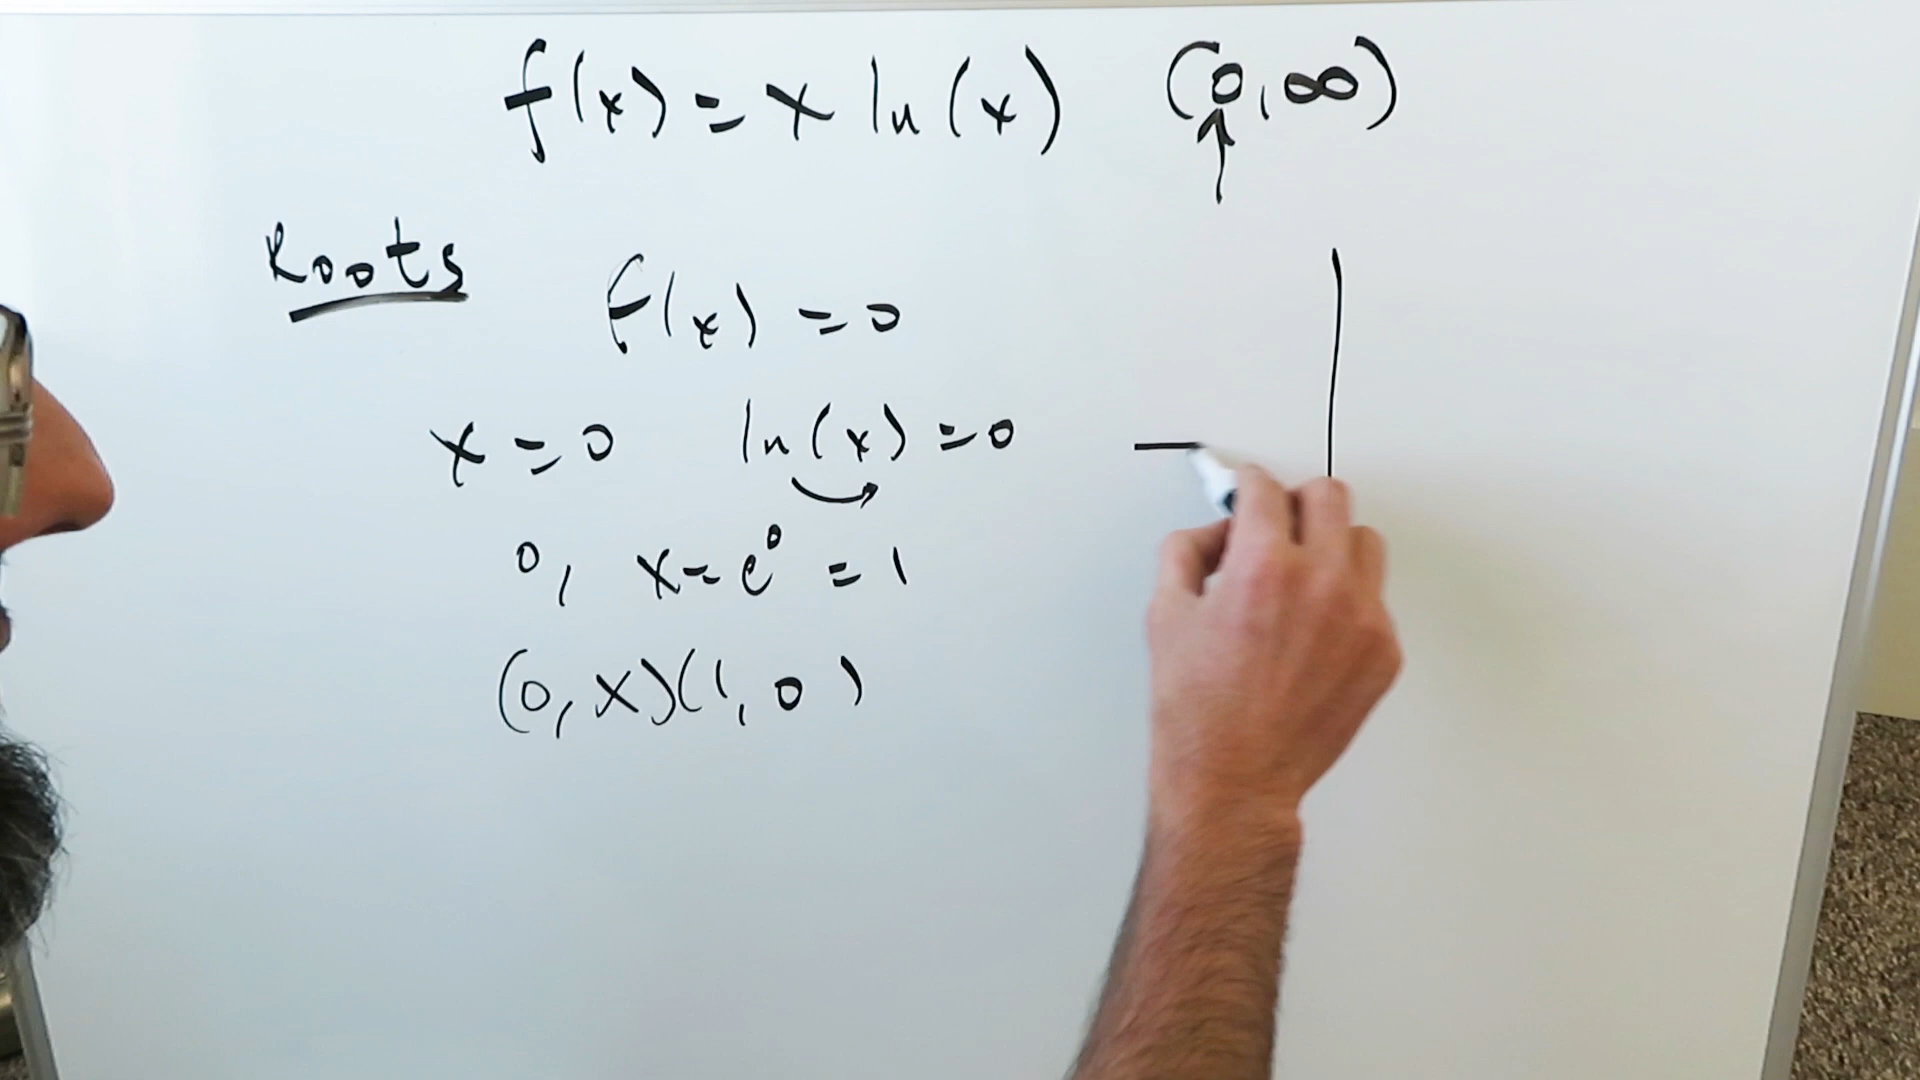 f(x) = x ln(x) (0, ∞)
Roots
f(x) = 0
x = 0 ln(x) = 0
0, x = e⁰ = 1
(0, X)(1, 0)